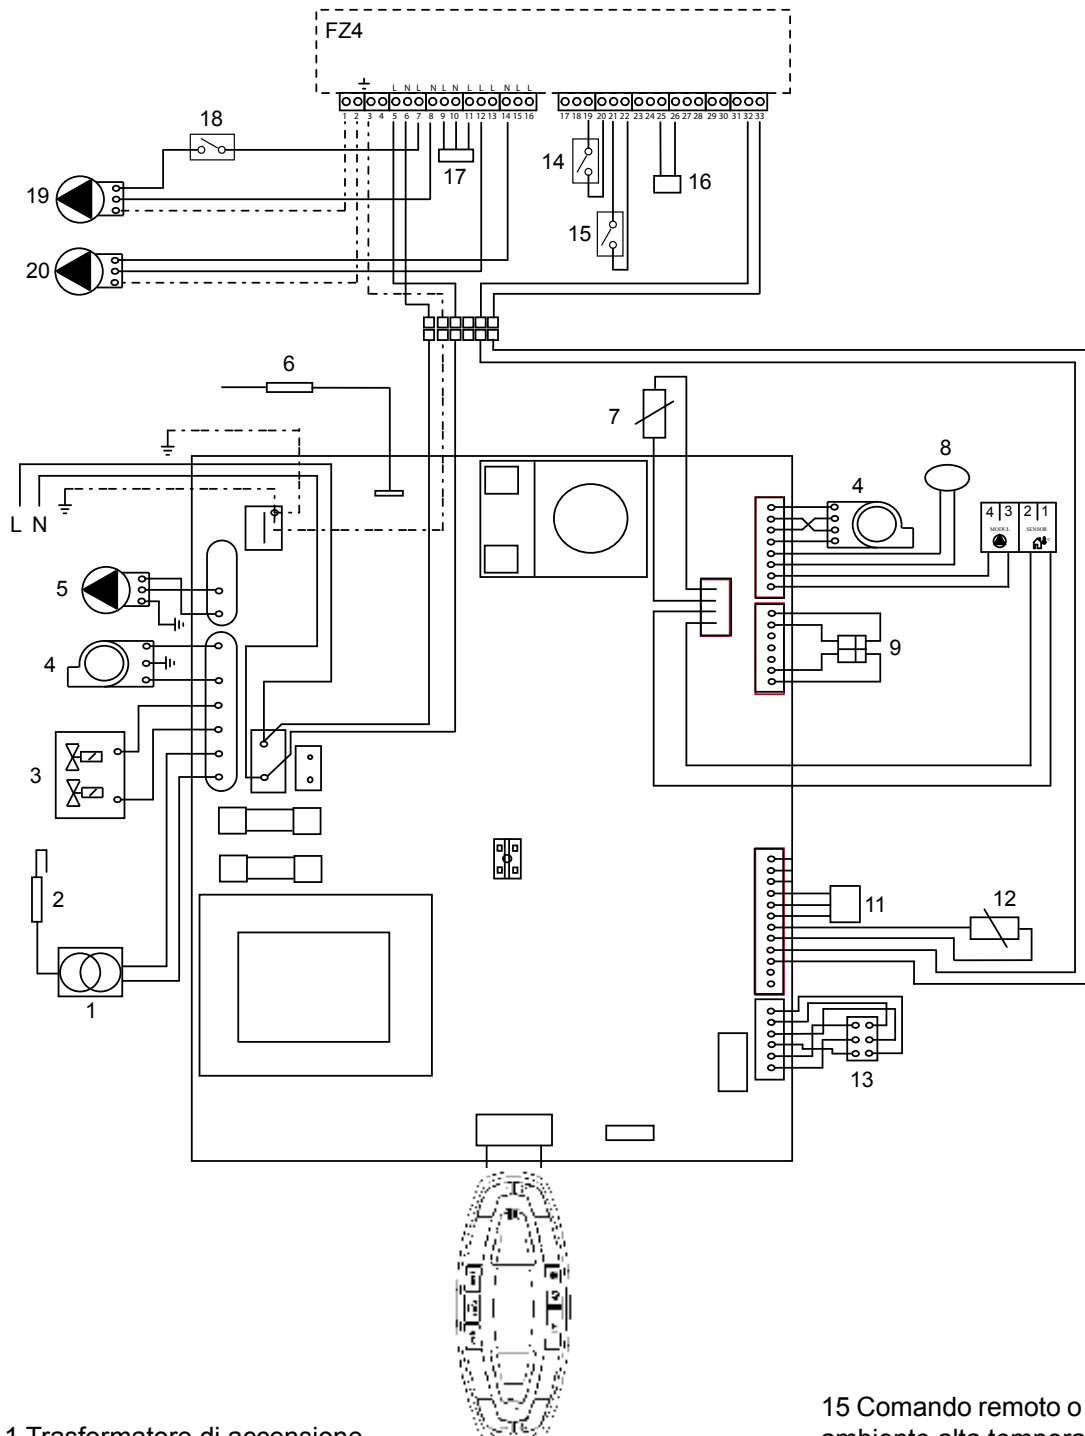 FZ4
L N L N L N L L L N L L
1 2 3 4 5 6 7 8 9 10 11 12 13 14 15 16 17 18 19 20 21 22 23 24 25 26 27 28 29 30 31 32 33
18
14
16
17
19
15
20
6
7
8
4
4 3 2 1
MODUL SENSOR
L N
5
9
4
3
2
12
11
1
13
15 Comando remoto o
1 Trasformatore di accensione
ambiente alta tempera